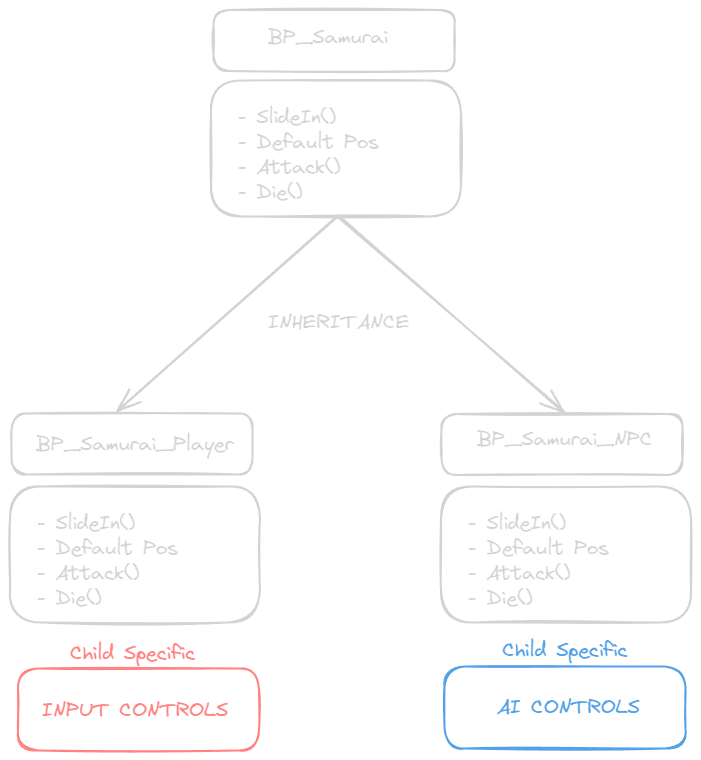 BP_Samurai
- SlideIn()
- Default Pos
- Attack()
- Die()
INHERITANCE
BP_Samurai_Player
- SlideIn()
- Default Pos
- Attack()
- Die()
Child Specific
INPUT CONTROLS
BP_Samurai_NPC
- SlideIn()
- Default Pos
- Attack()
- Die()
Child Specific
AI CONTROLS